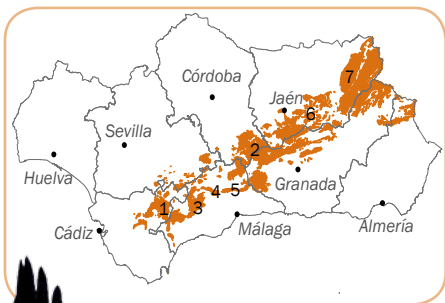 7
Córdoba
Jaén
6
Sevilla
2
Huelva
Granada
4
5
1
3
Cádiz
Málaga
Almería